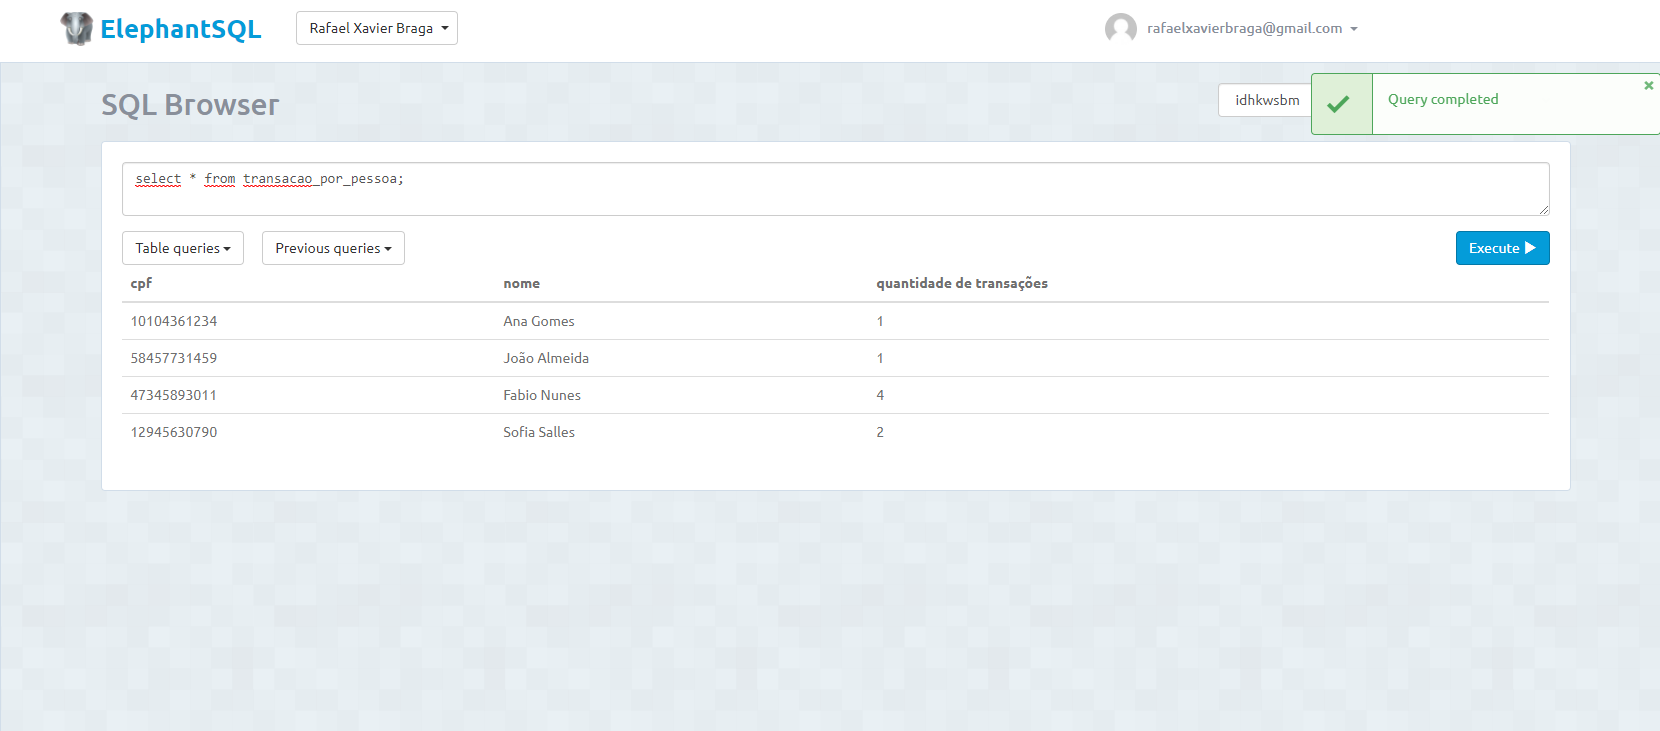 ElephantSQL Rafael Xavier Braga rafaelxavierbraga@gmail.com
SQL Browser idhkwsbm Query completed
select * from transacao_por_pessoa;
Table queries Previous queries Execute
cpf nome quantidade de transações
10104361234 Ana Gomes 1
58457731459 João Almeida 1
47345893011 Fabio Nunes 4
12945630790 Sofia Salles 2